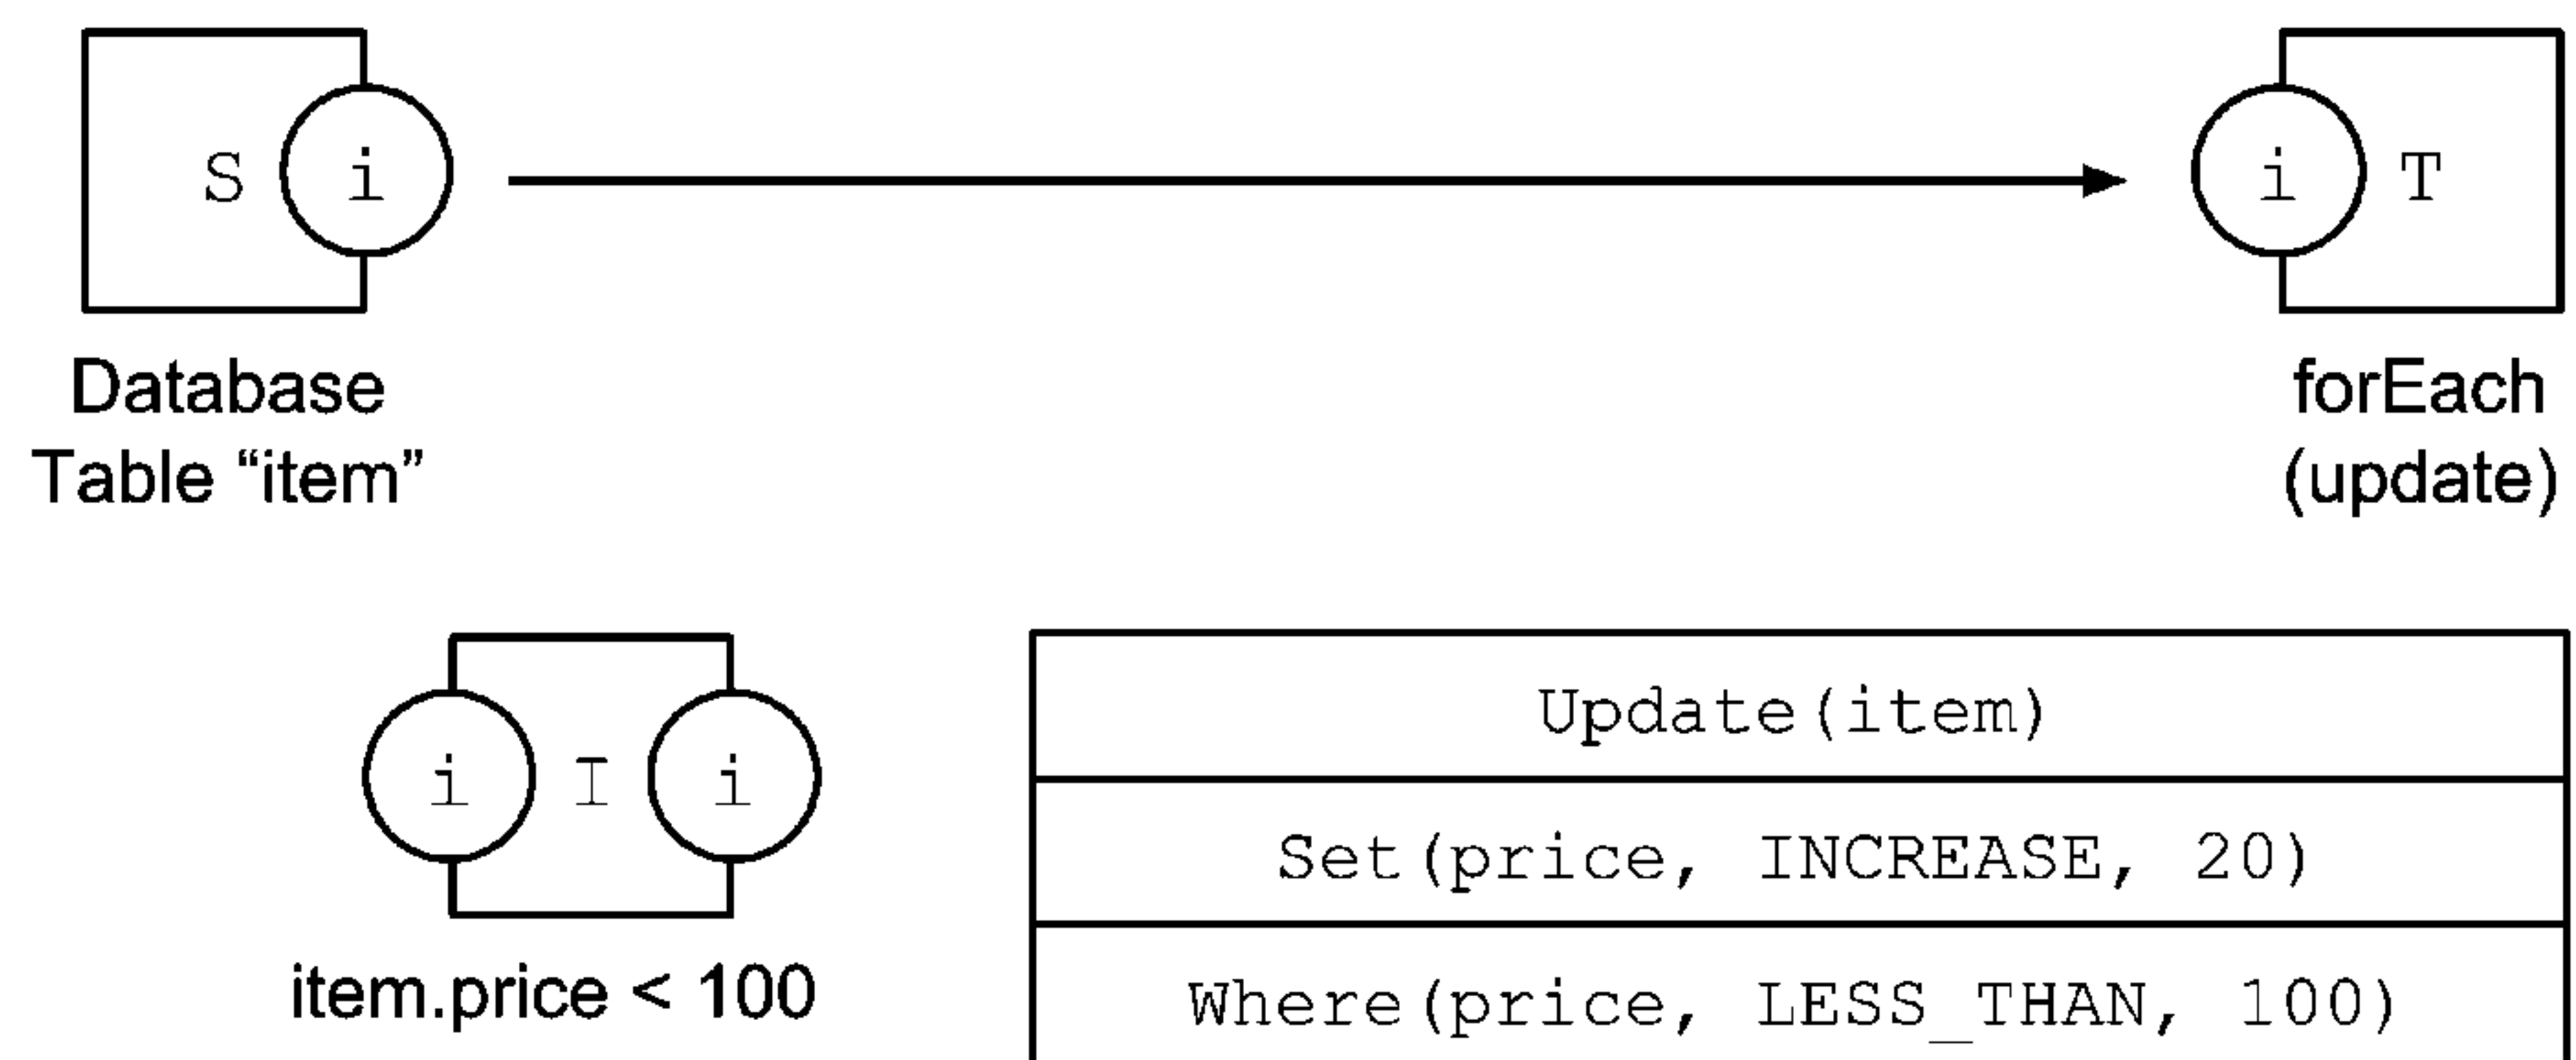 S i
i T
Database
Table “item”
forEach
(update)
i I i
item.price < 100
Update(item)
Set(price, INCREASE, 20)
Where(price, LESS_THAN, 100)